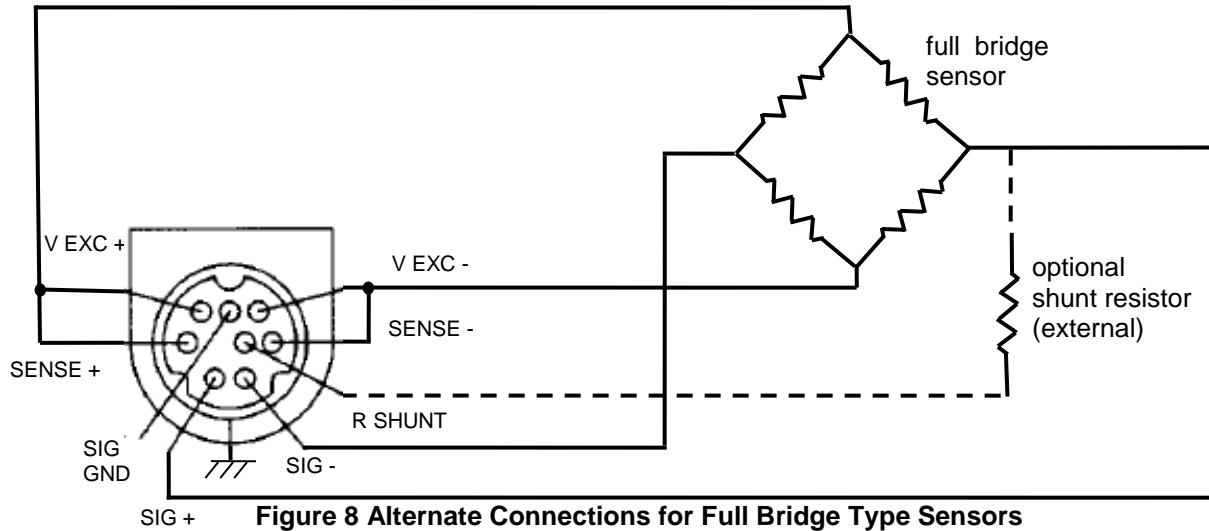 full bridge
sensor
V EXC +
V EXC -
optional
shunt resistor
(external)
SENSE -
SENSE +
R SHUNT
SIG
GND
SIG -
SIG +
Figure 8 Alternate Connections for Full Bridge Type Sensors